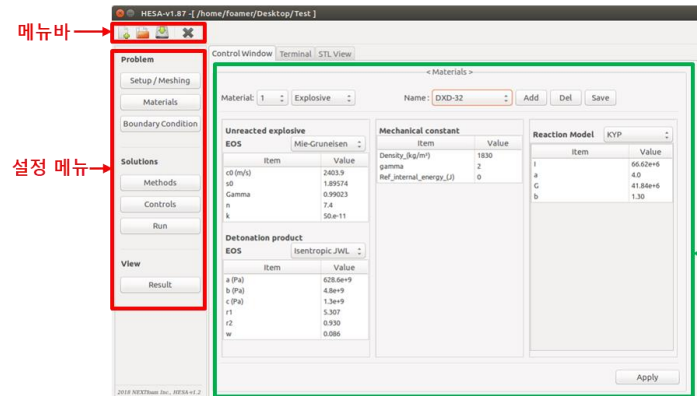 HESA-v1.87 -[ /home/foamer/Desktop/Test ]
메뉴바
Control Window Terminal STL View
Problem
Setup / Meshing
Materials
Boundary Condition
설정 메뉴
Solutions
Methods
Controls
Run
View
Result
2018 NEXTfoam Inc., HESA-v1.2
< Materials >
Material: 1 Explosive Name: DXD-32 Add Del Save
Unreacted explosive
EOS Mie-Gruneisen
Item Value
c0 (m/s) 2403.9
s0 1.89574
Gamma 0.99023
n 7.4
k 50.e-11
Detonation product
EOS Isentropic JWL
Item Value
a (Pa) 628.6e+9
b (Pa) 4.8e+9
c (Pa) 1.3e+9
r1 5.307
r2 0.930
w 0.086
Mechanical constant
Item Value
Density_(kg/m³) 1830
gamma 2
Ref_internal_energy_(J) 0
Reaction Model KYP
Item Value
I 66.62e+6
a 4.0
G 41.84e+6
b 1.30
Apply